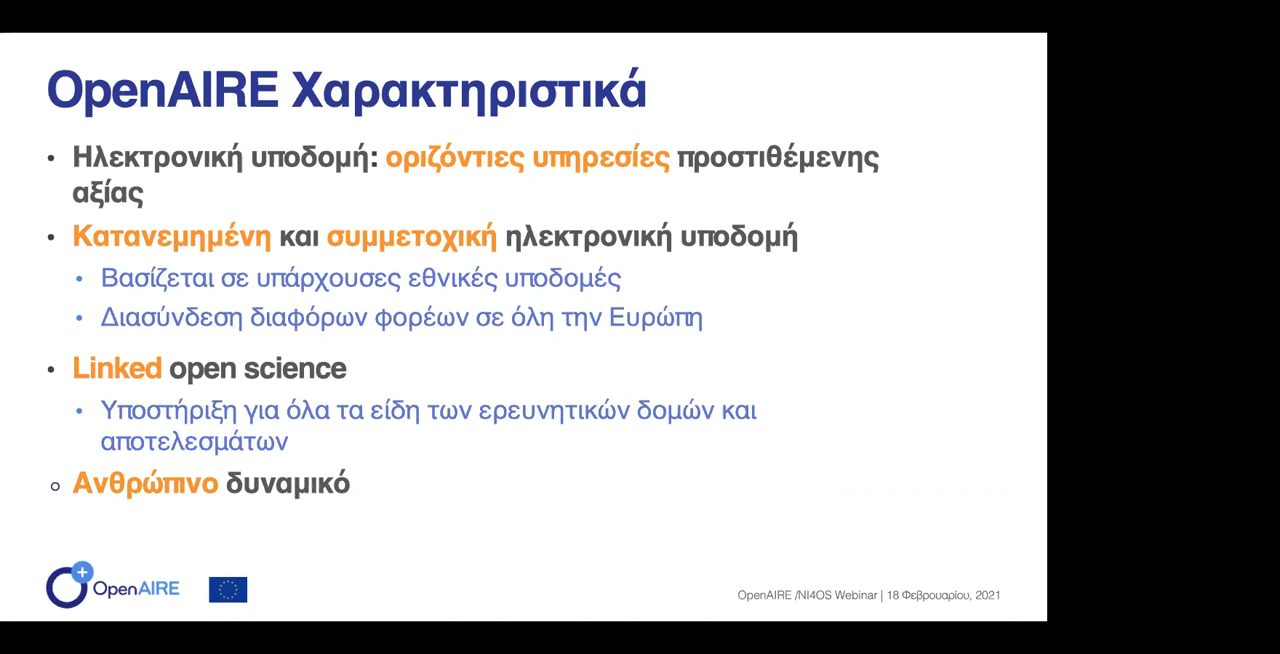 OpenAIRE Χαρακτηριστικά
• Ηλεκτρονική υποδομή: οριζόντιες υπηρεσίες προστιθέμενης
αξίας
• Κατανεμημένη και συμμετοχική ηλεκτρονική υποδομή
• Βασίζεται σε υπάρχουσες εθνικές υποδομές
• Διασύνδεση διαφόρων φορέων σε όλη την Ευρώπη
• Linked open science
• Υποστήριξη για όλα τα είδη των ερευνητικών δομών και
αποτελεσμάτων
○ Ανθρώπινο δυναμικό
OpenAIRE
OpenAIRE /NI4OS Webinar | 18 Φεβρουαρίου, 2021